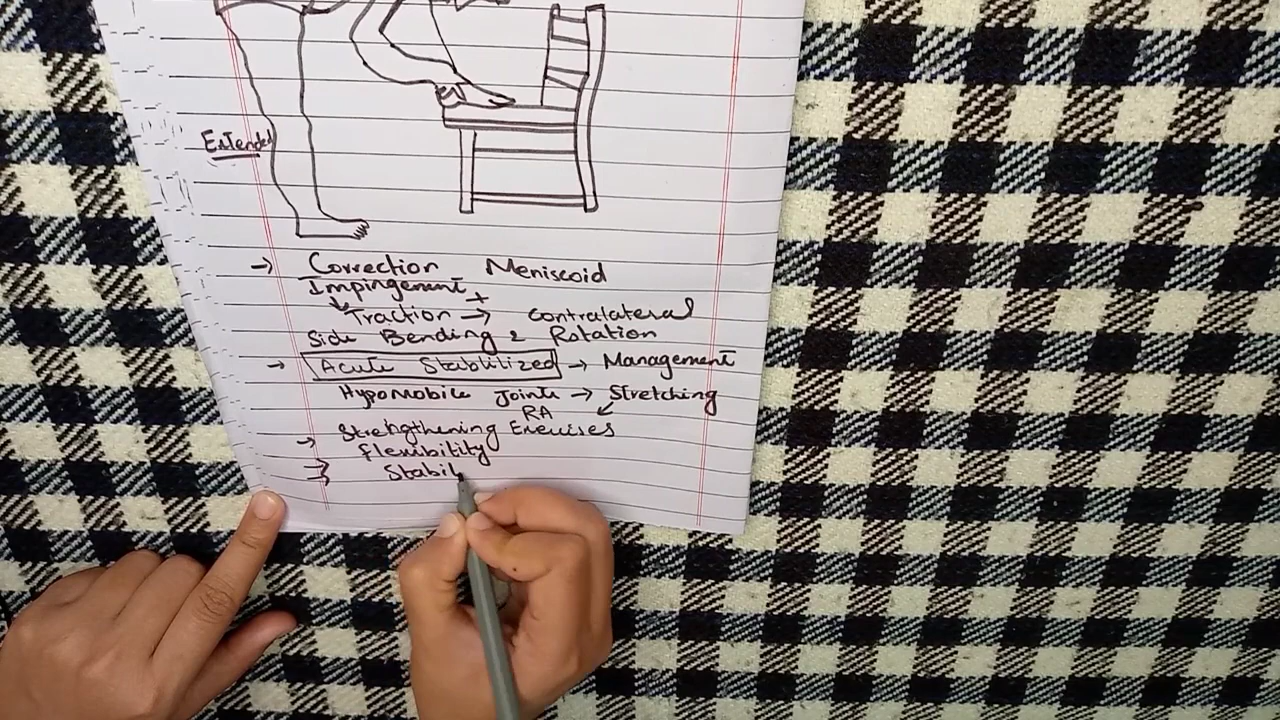 Extended
→ Correction Meniscoid
Impingement
↓ Traction + → Contralateral
Side Bending & Rotation
→ Acute Stabilized → Management
Hypomobile Joints → Stretching
RA ↙
→ Strengthening Exercises
→ flexibility
→ Stabil